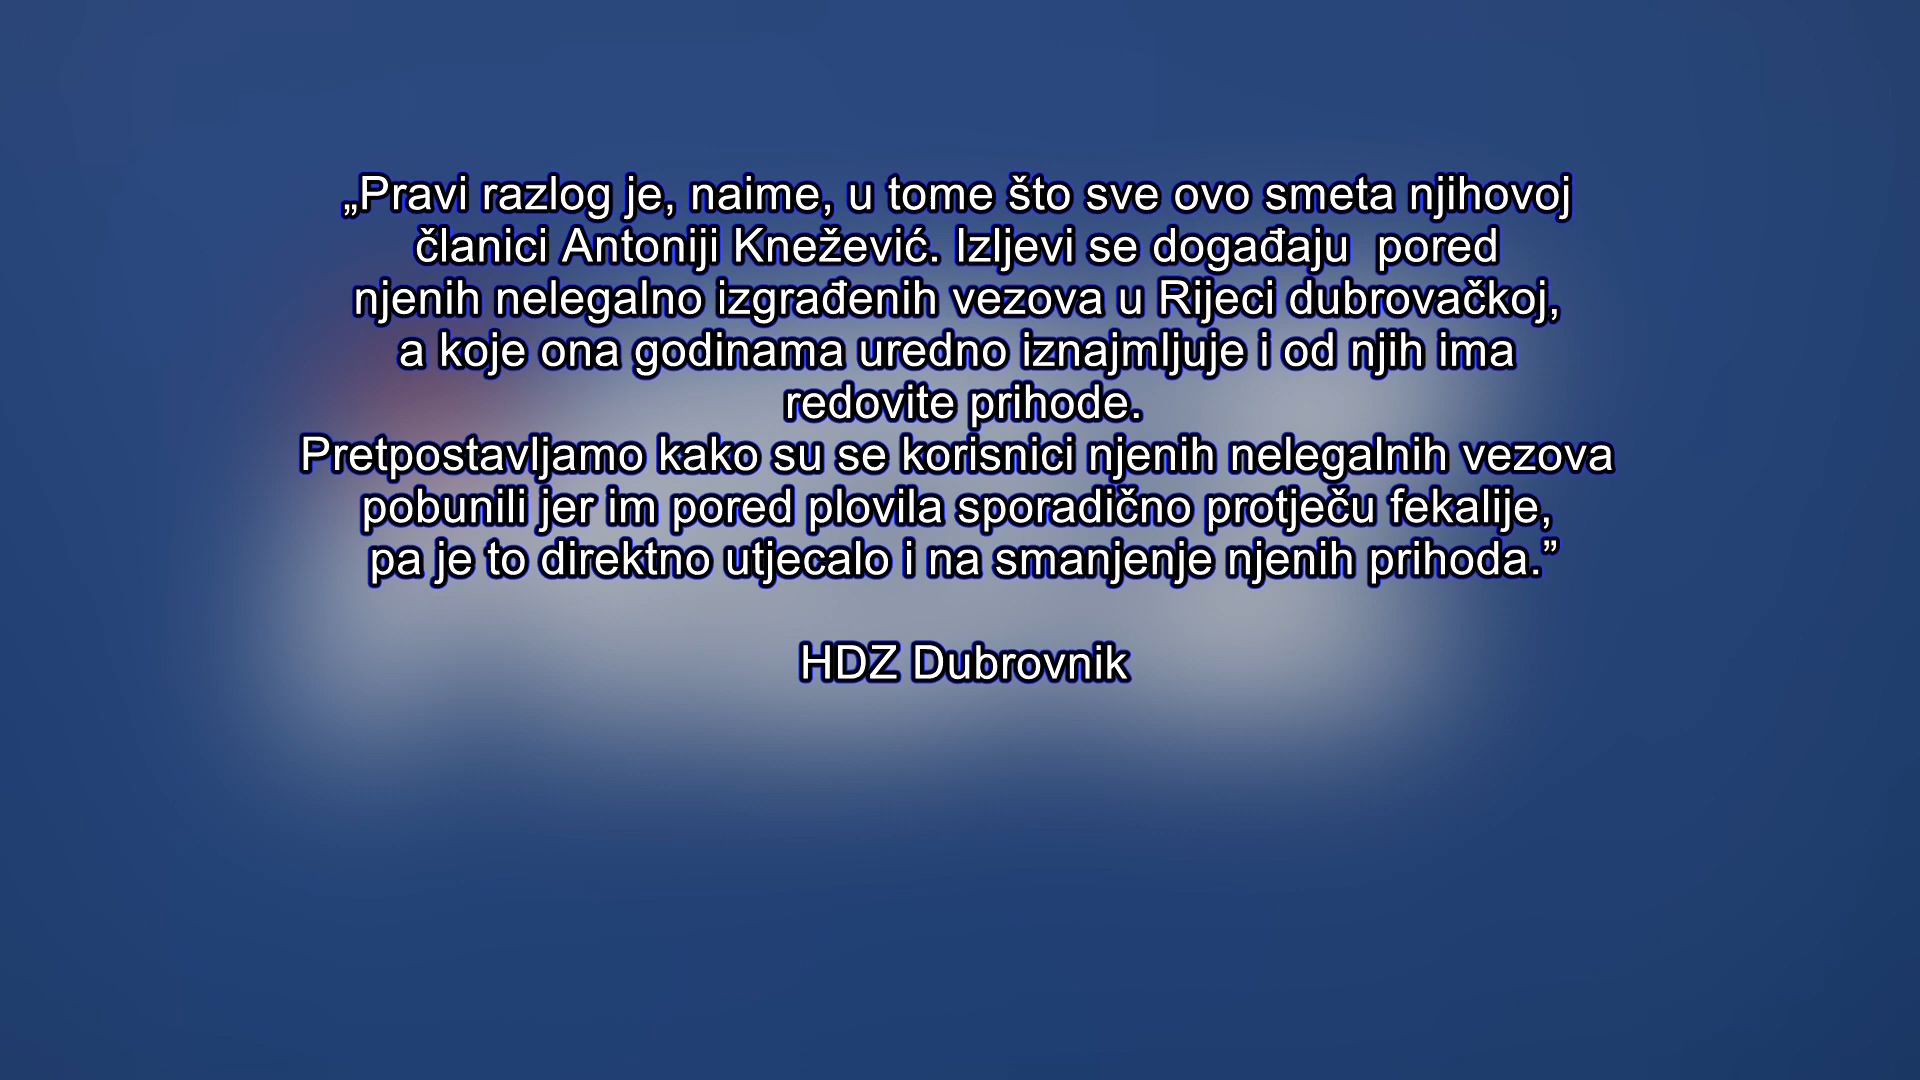 „Pravi razlog je, naime, u tome što sve ovo smeta njihovoj
članici Antoniji Knežević. Izljevi se događaju  pored
njenih nelegalno izgrađenih vezova u Rijeci dubrovačkoj,
a koje ona godinama uredno iznajmljuje i od njih ima
redovite prihode.
Pretpostavljamo kako su se korisnici njenih nelegalnih vezova
pobunili jer im pored plovila sporadično protječu fekalije,
pa je to direktno utjecalo i na smanjenje njenih prihoda.”
HDZ Dubrovnik